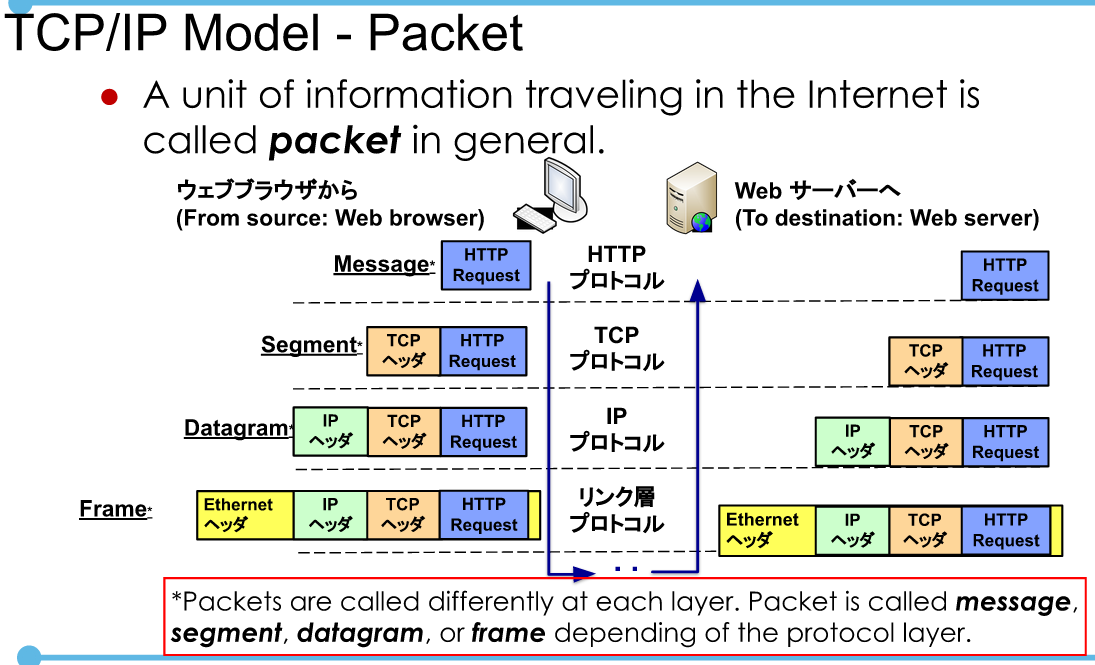 TCP/IP Model - Packet
● A unit of information traveling in the Internet is
called packet in general.
ウェブブラウザから
(From source: Web browser)
Web サーバーへ
(To destination: Web server)
Message*
HTTP
Request
HTTP
プロトコル
HTTP
Request
Segment*
TCP
ヘッダ
HTTP
Request
TCP
プロトコル
TCP
ヘッダ
HTTP
Request
Datagram*
IP
ヘッダ
TCP
ヘッダ
HTTP
Request
IP
プロトコル
IP
ヘッダ
TCP
ヘッダ
HTTP
Request
Frame*
Ethernet
ヘッダ
IP
ヘッダ
TCP
ヘッダ
HTTP
Request
リンク層
プロトコル
Ethernet
ヘッダ
IP
ヘッダ
TCP
ヘッダ
HTTP
Request
*Packets are called differently at each layer. Packet is called message,
segment, datagram, or frame depending of the protocol layer.